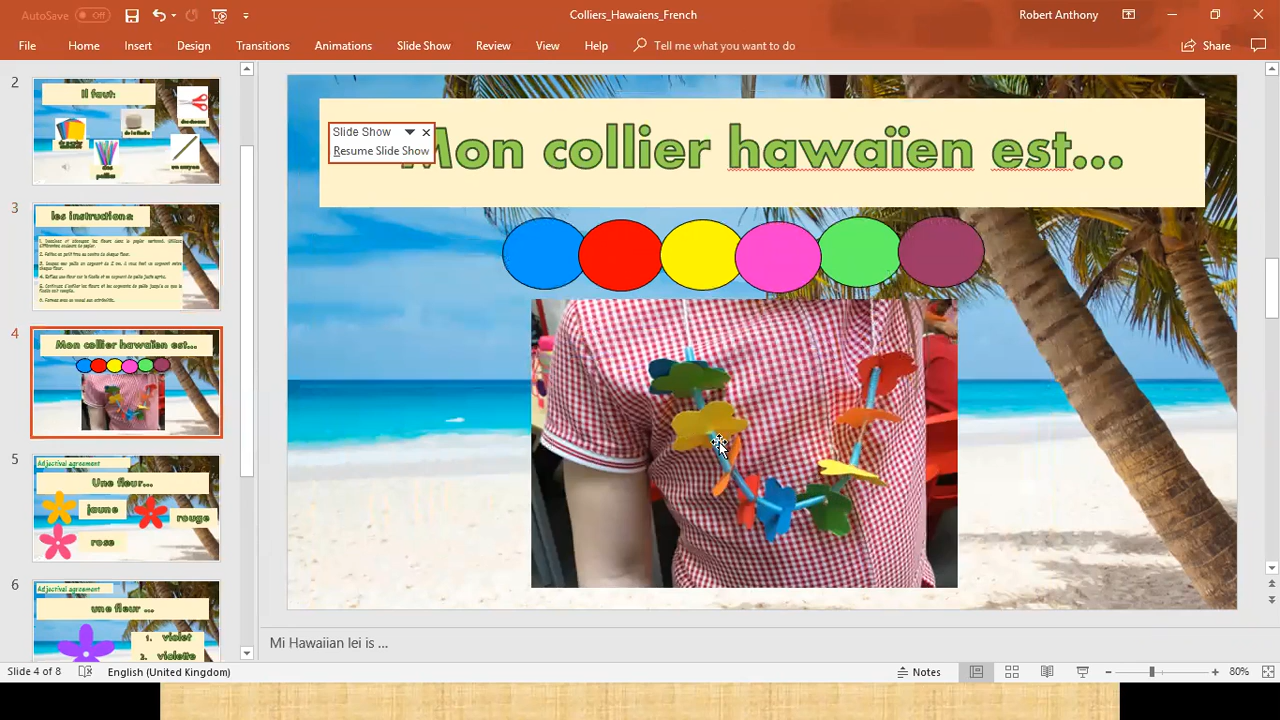 AutoSave Off
Colliers_Hawaiens_French
Robert Anthony
File Home Insert Design Transitions Animations Slide Show Review View Help Tell me what you want to do Share
2
Il faut:
3
les instructions:
4
Mon collier hawaïen est...
5
Adjectival agreement
Une fleur...
jaune
rouge
rose
6
Adjectival agreement
une fleur ...
1. violet
2. violette
Slide Show
Resume Slide Show
Mon collier hawaïen est...
Mi Hawaiian lei is ...
Slide 4 of 8 English (United Kingdom) Notes 80%